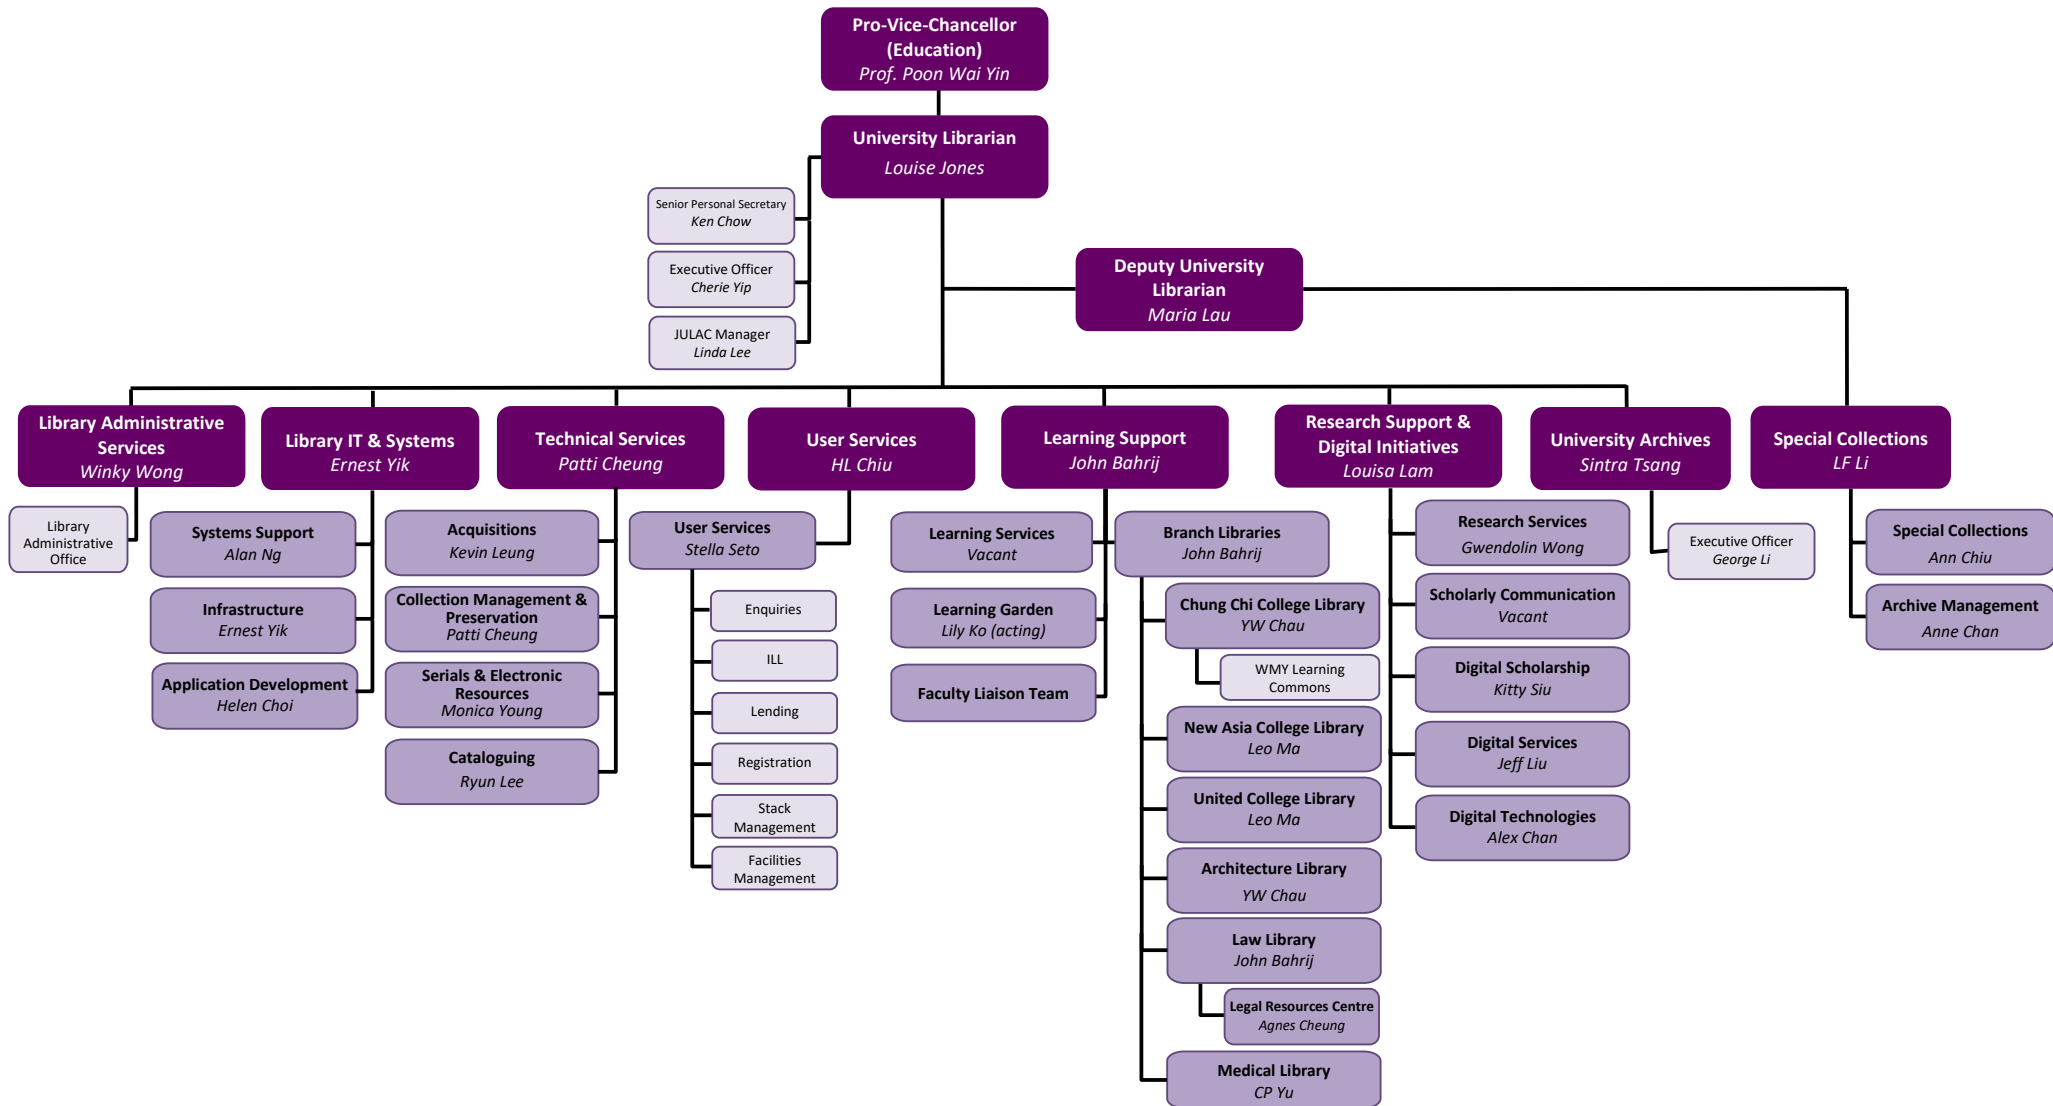 Pro-Vice-Chancellor
(Education)
Prof. Poon Wai Yin
University Librarian
Louise Jones
Senior Personal Secretary
Ken Chow
Executive Officer
Cherie Yip
JULAC Manager
Linda Lee
Deputy University
Librarian
Maria Lau
Library Administrative
Services
Winky Wong
Library
Administrative
Office
Library IT & Systems
Ernest Yik
Systems Support
Alan Ng
Infrastructure
Ernest Yik
Application Development
Helen Choi
Technical Services
Patti Cheung
Acquisitions
Kevin Leung
Collection Management &
Preservation
Patti Cheung
Serials & Electronic
Resources
Monica Young
Cataloguing
Ryun Lee
User Services
HL Chiu
User Services
Stella Seto
Enquiries
ILL
Lending
Registration
Stack
Management
Facilities
Management
Learning Support
John Bahrij
Learning Services
Vacant
Learning Garden
Lily Ko (acting)
Faculty Liaison Team
Branch Libraries
John Bahrij
Chung Chi College Library
YW Chau
WMY Learning
Commons
New Asia College Library
Leo Ma
United College Library
Leo Ma
Architecture Library
YW Chau
Law Library
John Bahrij
Legal Resources Centre
Agnes Cheung
Medical Library
CP Yu
Research Support &
Digital Initiatives
Louisa Lam
Research Services
Gwendolin Wong
Scholarly Communication
Vacant
Digital Scholarship
Kitty Siu
Digital Services
Jeff Liu
Digital Technologies
Alex Chan
University Archives
Sintra Tsang
Executive Officer
George Li
Special Collections
LF Li
Special Collections
Ann Chiu
Archive Management
Anne Chan